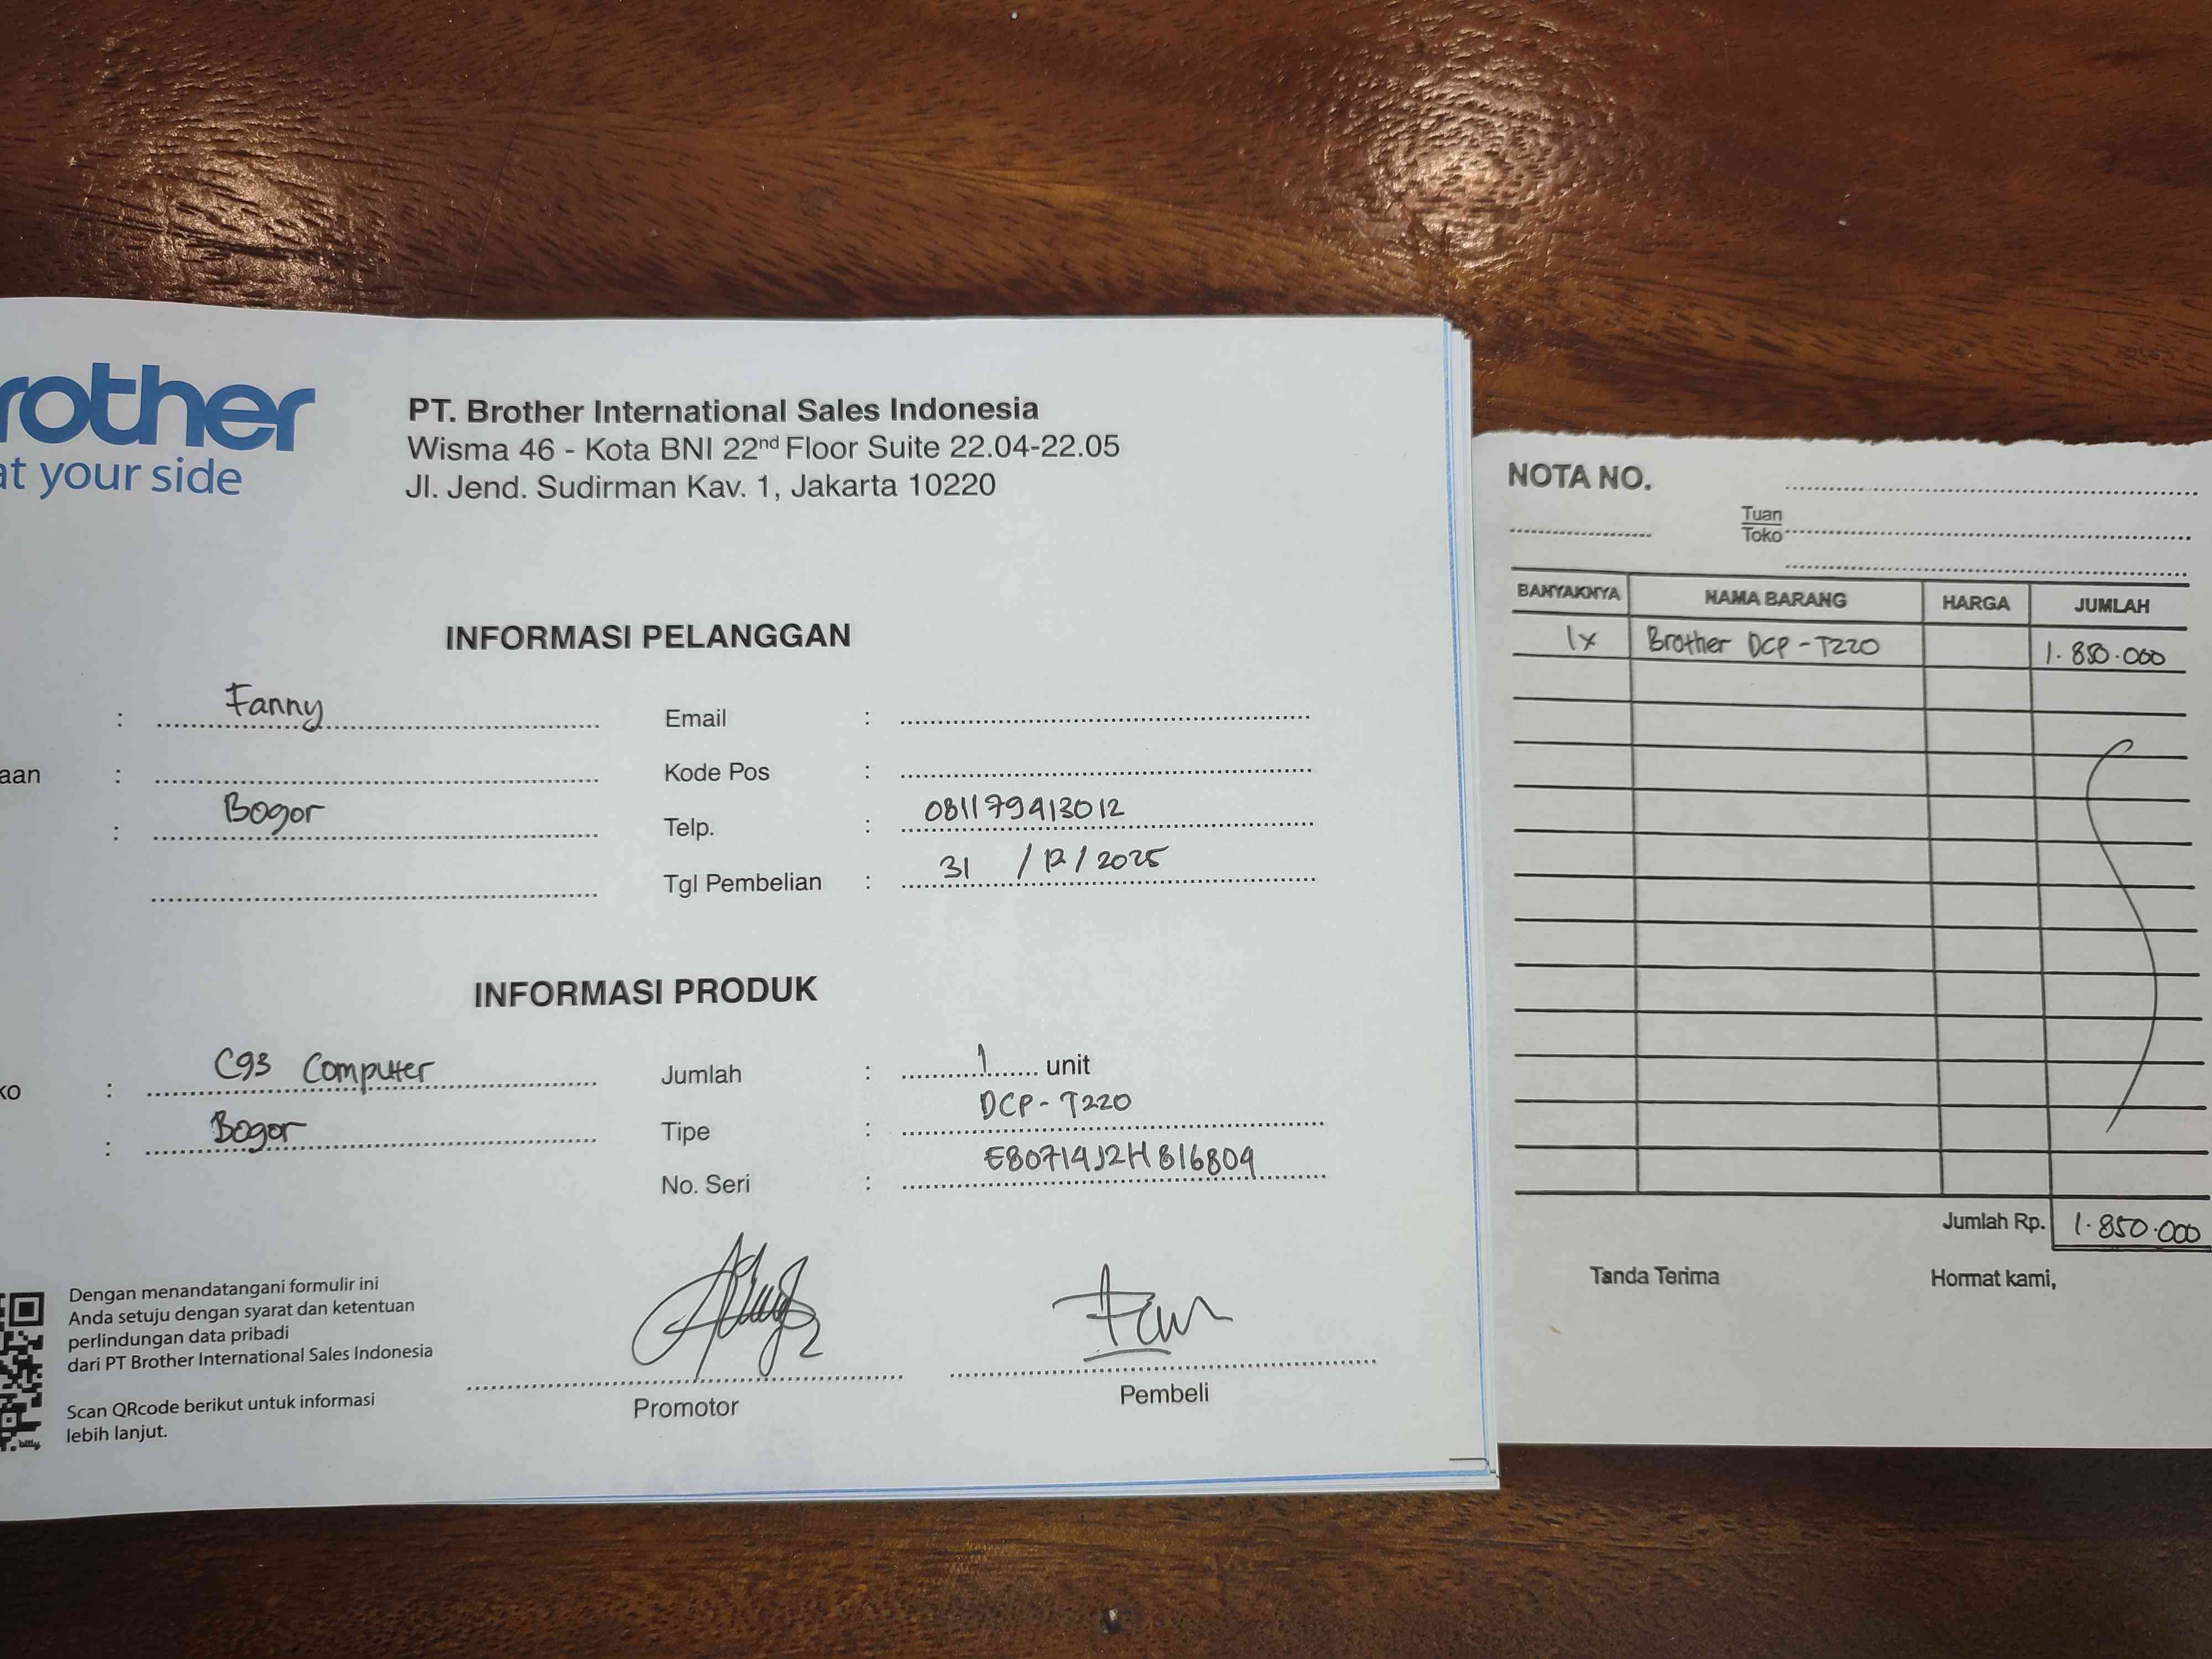 rother
at your side
PT. Brother International Sales Indonesia
Wisma 46 - Kota BNI 22nd Floor Suite 22.04-22.05
Jl. Jend. Sudirman Kav. 1, Jakarta 10220
INFORMASI PELANGGAN
: Fanny
Email :
aan :
Kode Pos :
: Bogor
Telp. : 081179413012
Tgl Pembelian : 31 / 12 / 2025
INFORMASI PRODUK
ko : C93 Computer
Jumlah : 1 unit
: Bogor
Tipe : DCP-T220
No. Seri : E80714J2H816804
Dengan menandatangani formulir ini
Anda setuju dengan syarat dan ketentuan
perlindungan data pribadi
dari PT Brother International Sales Indonesia
Scan QRcode berikut untuk informasi
lebih lanjut.
bitly
Promotor
Pembeli
NOTA NO.
Tuan
Toko
BANYAKNYA NAMA BARANG HARGA JUMLAH
1x Brother DCP-T220 1.850.000
Jumlah Rp. 1.850.000
Tanda Terima Hormat kami,